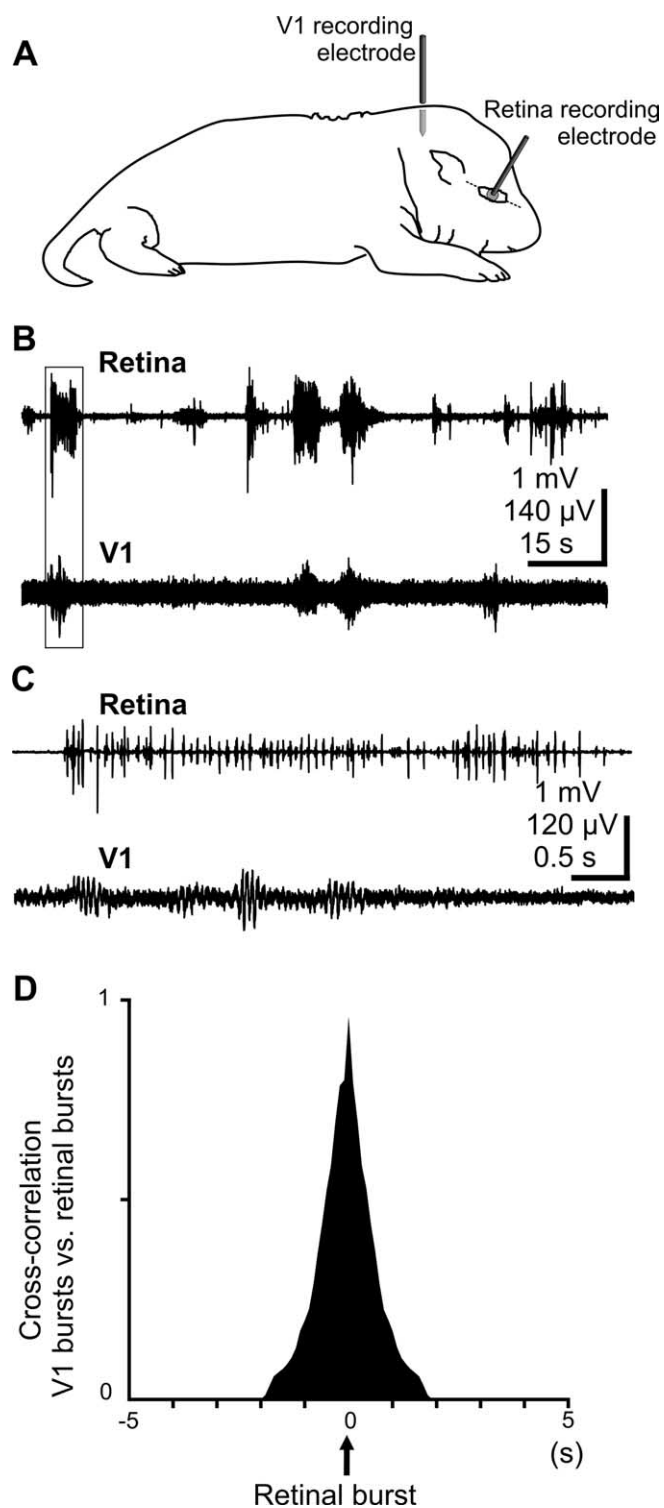 A
V1 recording
electrode
Retina recording
electrode
B
Retina
1 mV
140 µV
15 s
V1
C
Retina
1 mV
120 µV
0.5 s
V1
D
Cross-correlation
V1 bursts vs. retinal bursts
1
0
-5 0 5
(s)
Retinal burst